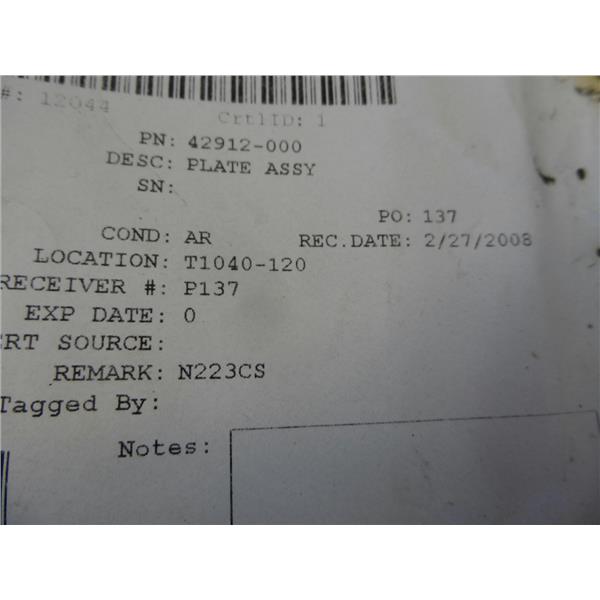 #: 12044
CrtlID: 1
PN: 42912-000
DESC: PLATE ASSY
SN:
PO: 137
COND: AR
REC.DATE: 2/27/2008
LOCATION: T1040-120
RECEIVER #: P137
EXP DATE: 0
ERT SOURCE:
REMARK: N223CS
Tagged By:
Notes: